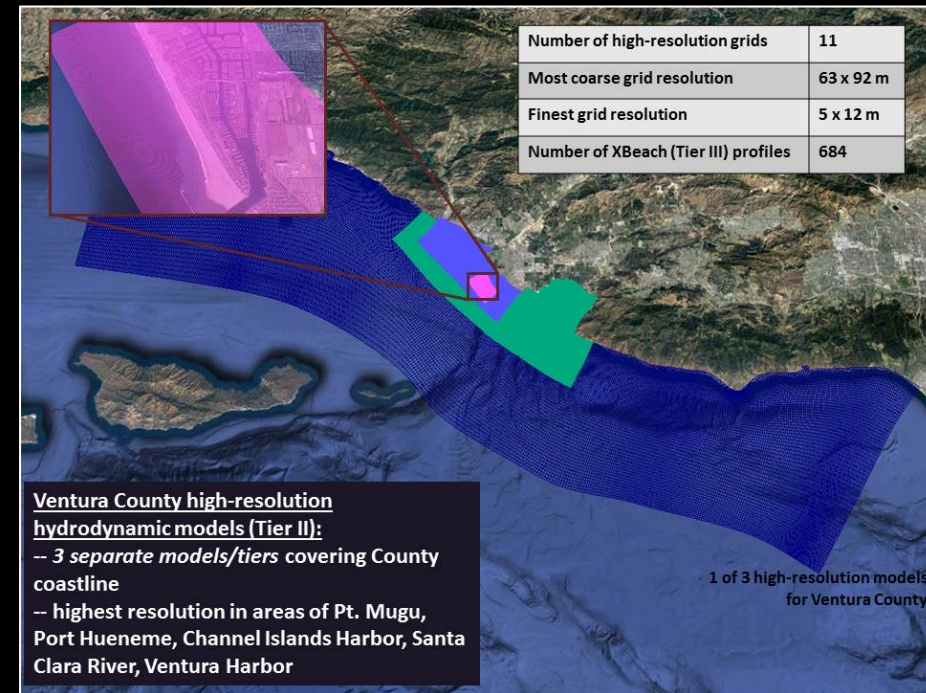 Number of high-resolution grids 11
Most coarse grid resolution 63 x 92 m
Finest grid resolution 5 x 12 m
Number of XBeach (Tier III) profiles 684
Ventura County high-resolution
hydrodynamic models (Tier II):
-- 3 separate models/tiers covering County
coastline
-- highest resolution in areas of Pt. Mugu,
Port Hueneme, Channel Islands Harbor, Santa
Clara River, Ventura Harbor
1 of 3 high-resolution models
for Ventura County